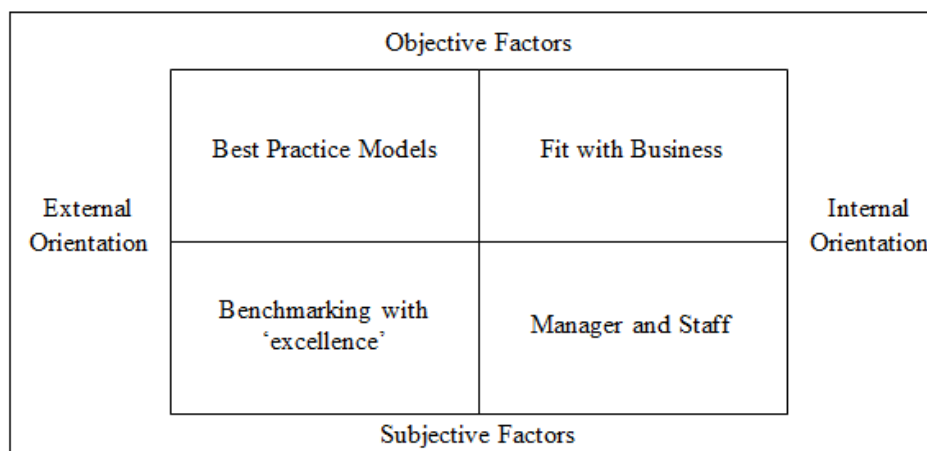 Objective Factors
Best Practice Models
Fit with Business
External
Orientation
Internal
Orientation
Benchmarking with
‘excellence’
Manager and Staff
Subjective Factors